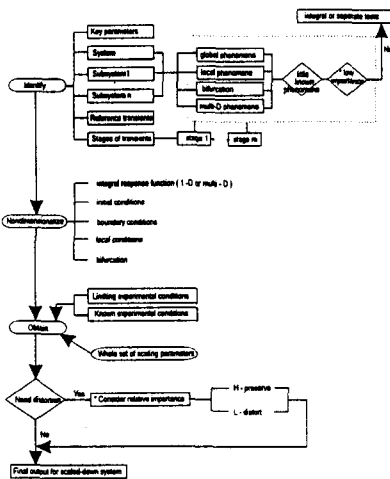 integral or separate tests
No
Key parameters
System
Subsystem 1
Subsystem n
Reference transients
Stages of transients
Identify
global phenomena
local phenomena
bifurcation
multi-D phenomena
little
known
phenomena
* low
importance
stage 1
stage m
Nondimensionalize
integral response function ( 1 -D or multi - D )
initial conditions
boundary conditions
local conditions
bifurcation
Limiting experimental conditions
Known experimental conditions
Obtain
Whole set of scaling parameters
Need distortion
Yes
* Consider relative importance
H - preserve
L - distort
No
Final output for scaled-down system